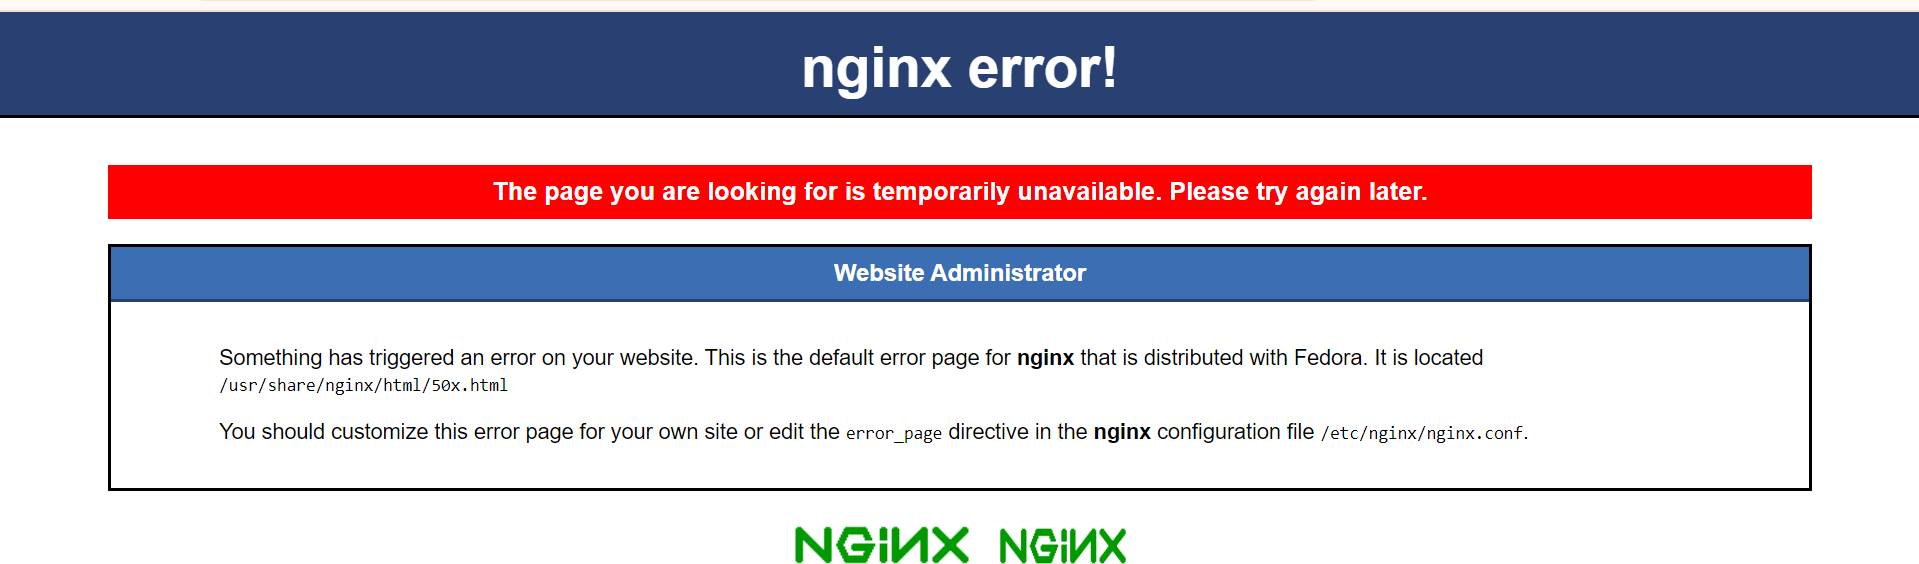 nginx error!
The page you are looking for is temporarily unavailable. Please try again later.
Website Administrator
Something has triggered an error on your website. This is the default error page for nginx that is distributed with Fedora. It is located
/usr/share/nginx/html/50x.html
You should customize this error page for your own site or edit the error_page directive in the nginx configuration file /etc/nginx/nginx.conf.
NGINX NGINX